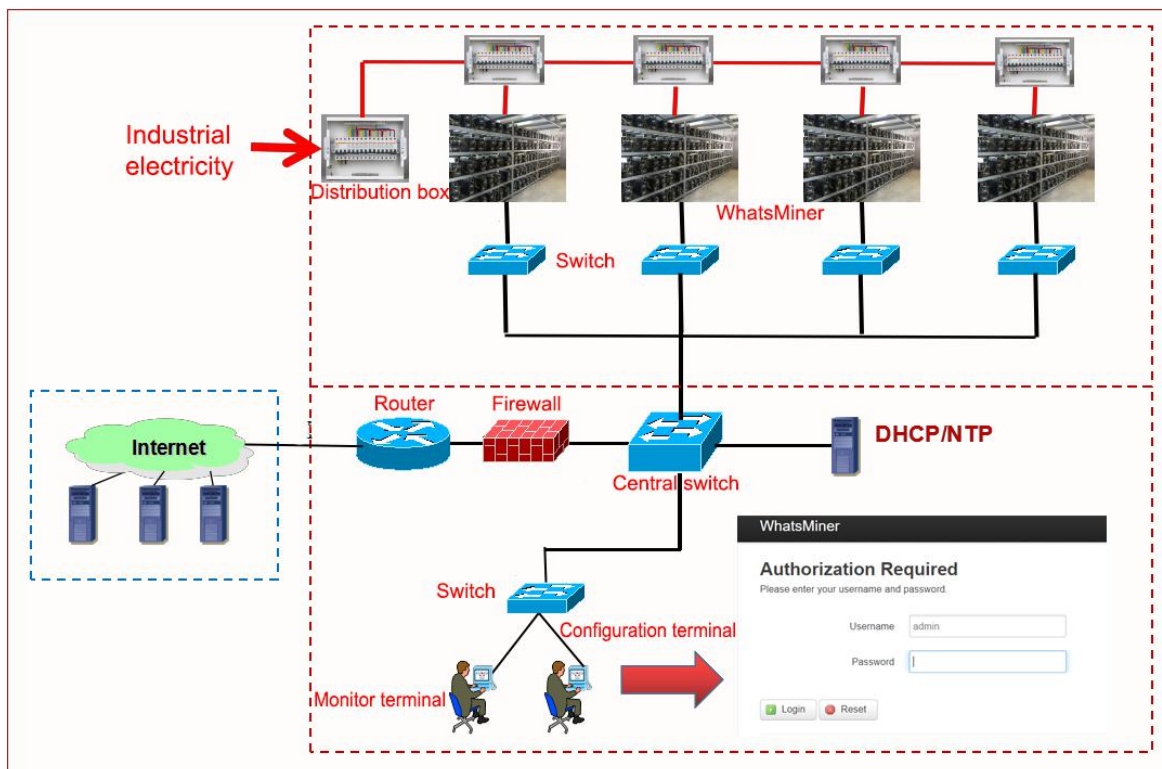 Industrial
electricity
Distribution box
WhatsMiner
Switch
Router
Firewall
Internet
DHCP/NTP
Central switch
Switch
Configuration terminal
Monitor terminal
WhatsMiner
Authorization Required
Please enter your username and password.
Username
admin
Password
Login
Reset